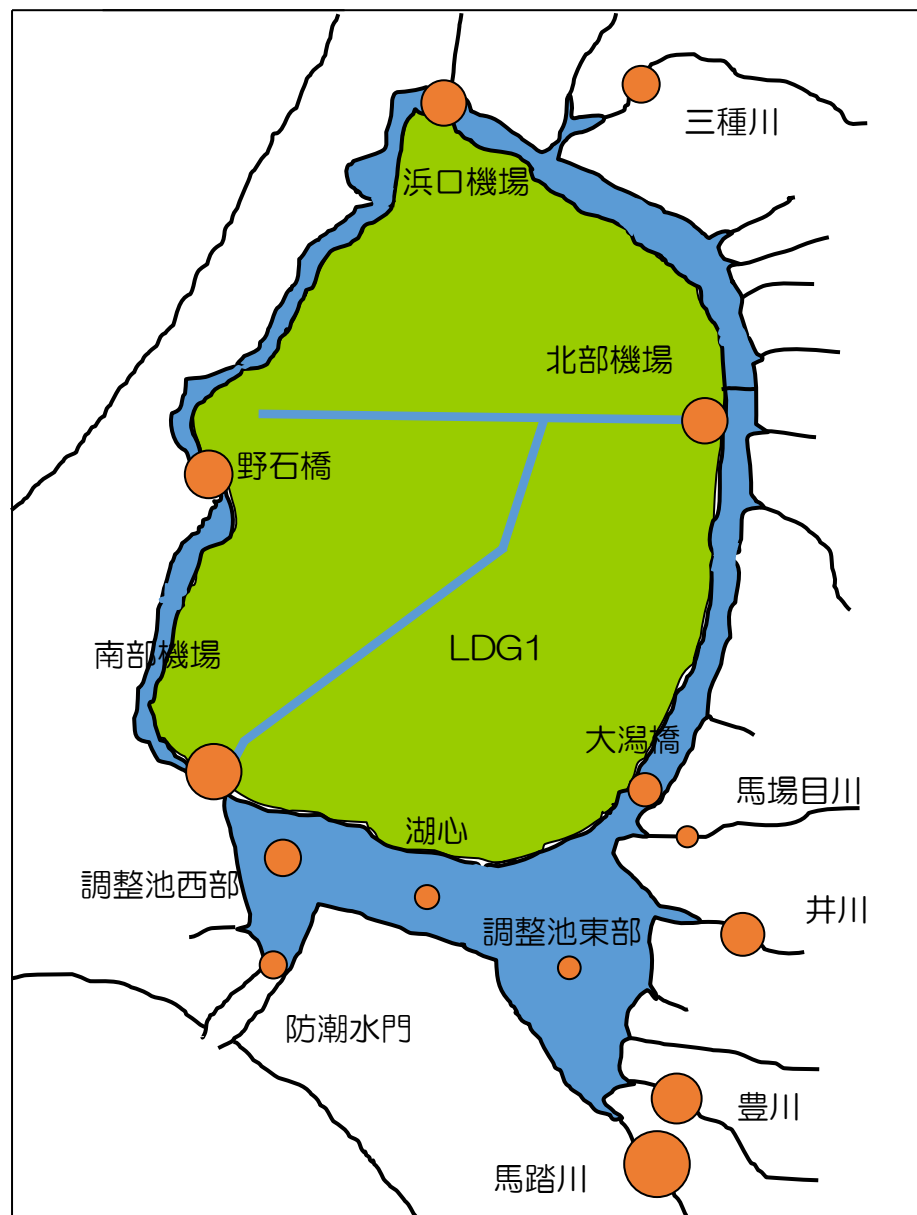 三種川
浜口機場
北部機場
野石橋
南部機場
LDG1
大潟橋
馬場目川
湖心
調整池西部
井川
調整池東部
防潮水門
豊川
馬踏川